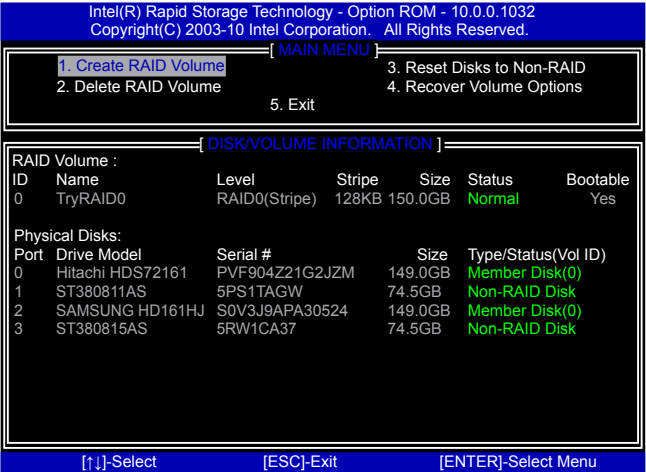 Intel(R) Rapid Storage Technology - Option ROM - 10.0.0.1032
Copyright(C) 2003-10 Intel Corporation. All Rights Reserved.
[ MAIN MENU ]
1. Create RAID Volume 3. Reset Disks to Non-RAID
2. Delete RAID Volume 4. Recover Volume Options
5. Exit
[ DISK/VOLUME INFORMATION ]
RAID Volume :
ID Name Level Stripe Size Status Bootable
0 TryRAID0 RAID0(Stripe) 128KB 150.0GB Normal Yes
Physical Disks:
Port Drive Model Serial # Size Type/Status(Vol ID)
0 Hitachi HDS72161 PVF904Z21G2JZM 149.0GB Member Disk(0)
1 ST380811AS 5PS1TAGW 74.5GB Non-RAID Disk
2 SAMSUNG HD161HJ S0V3J9APA30524 149.0GB Member Disk(0)
3 ST380815AS 5RW1CA37 74.5GB Non-RAID Disk
[↑↓]-Select [ESC]-Exit [ENTER]-Select Menu